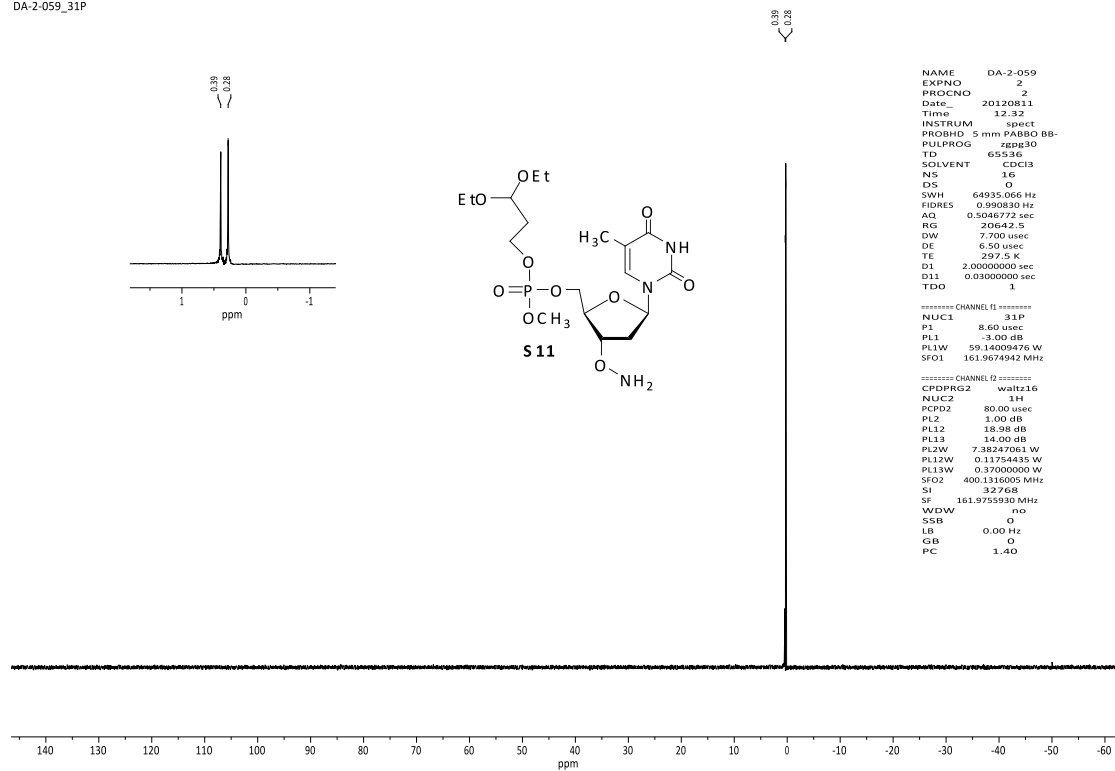 DA-2-059_31P
0.39
0.28
0.39
0.28
1
0
-1
ppm
OEt
EtO
O
O=P-O
OCH3
O
H3C
O
NH
N
O
O
O
NH2
S 11
NAME DA-2-059
EXPNO 2
PROCNO 2
Date_ 20120811
Time 12.32
INSTRUM spect
PROBHD 5 mm PABBO BB-
PULPROG zgpg30
TD 65536
SOLVENT CDCl3
NS 16
DS 0
SWH 64935.066 Hz
FIDRES 0.990830 Hz
AQ 0.5046772 sec
RG 20642.5
DW 7.700 usec
DE 6.50 usec
TE 297.5 K
D1 2.00000000 sec
D11 0.03000000 sec
TD0 1
======== CHANNEL f1 ========
NUC1 31P
P1 8.60 usec
PL1 -3.00 dB
PL1W 59.14009476 W
SFO1 161.9674942 MHz
======== CHANNEL f2 ========
CPDPRG2 waltz16
NUC2 1H
PCPD2 80.00 usec
PL2 1.00 dB
PL12 18.98 dB
PL13 14.00 dB
PL2W 7.38247061 W
PL12W 0.11754435 W
PL13W 0.37000000 W
SFO2 400.1316005 MHz
SI 32768
SF 161.9755930 MHz
WDW no
SSB 0
LB 0.00 Hz
GB 0
PC 1.40
140 130 120 110 100 90 80 70 60 50 40 30 20 10 0 -10 -20 -30 -40 -50 -60
ppm